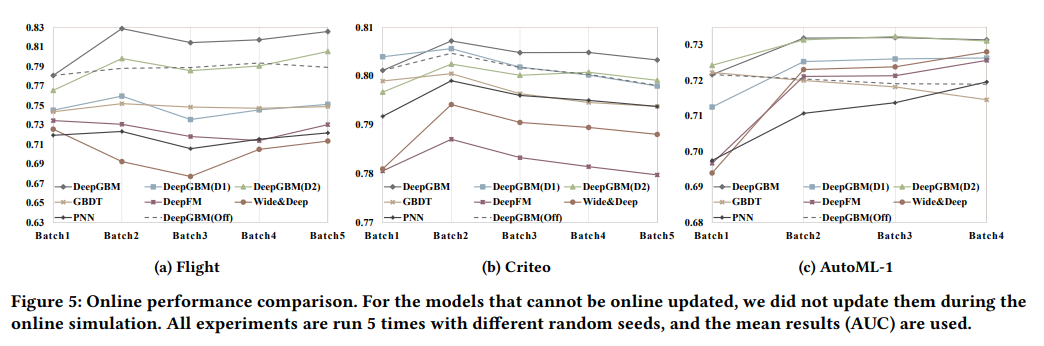 0.83
0.81
0.79
0.77
0.75
0.73
0.71
0.69
0.67
0.65
0.63
DeepGBM DeepGBM(D1) DeepGBM(D2)
GBDT DeepFM Wide&Deep
PNN DeepGBM(Off)
Batch1 Batch2 Batch3 Batch4 Batch5
(a) Flight
0.81
0.80
0.79
0.78
0.77
DeepGBM DeepGBM(D1) DeepGBM(D2)
GBDT DeepFM Wide&Deep
PNN DeepGBM(Off)
Batch1 Batch2 Batch3 Batch4 Batch5
(b) Criteo
0.73
0.72
0.71
0.70
0.69
0.68
DeepGBM DeepGBM(D1) DeepGBM(D2)
GBDT DeepFM Wide&Deep
PNN DeepGBM(Off)
Batch1 Batch2 Batch3 Batch4
(c) AutoML-1
Figure 5: Online performance comparison. For the models that cannot be online updated, we did not update them during the
online simulation. All experiments are run 5 times with different random seeds, and the mean results (AUC) are used.